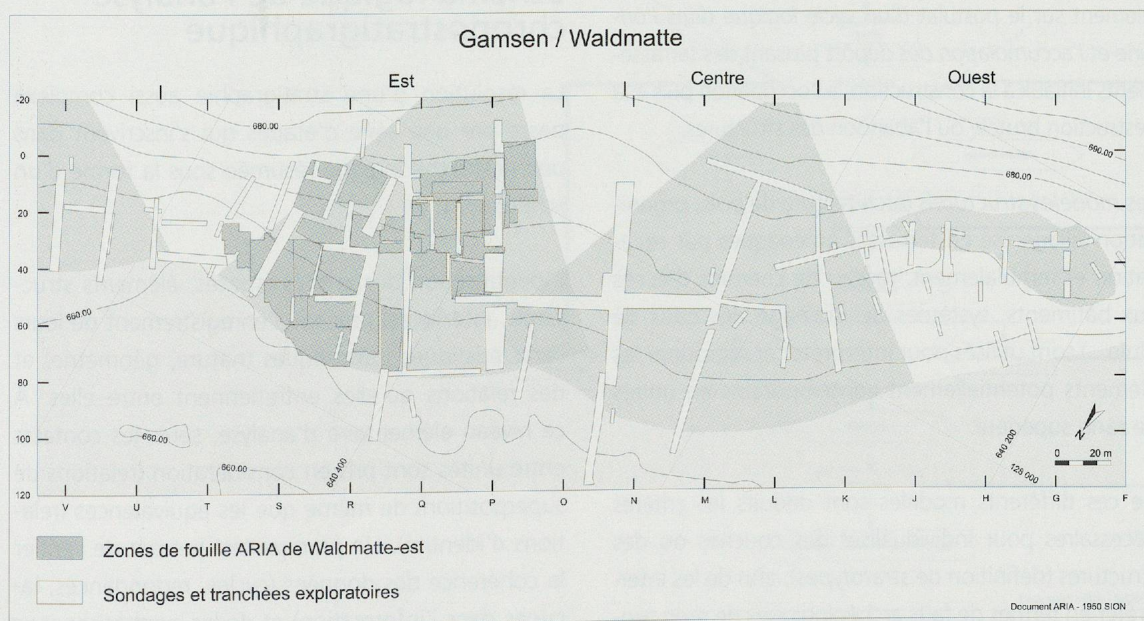 Gamsen / Waldmatte
Est
Centre
Ouest
-20
0
20
40
60
80
100
120
680.00
690.00
680.00
660.00
660.00
660.00
640 400
640 200
128 000
N
0 20 m
V U T S R Q P O N M L K J I H G F
Zones de fouille ARIA de Waldmatte-est
Sondages et tranchées exploratoires
Document ARIA - 1950 SION